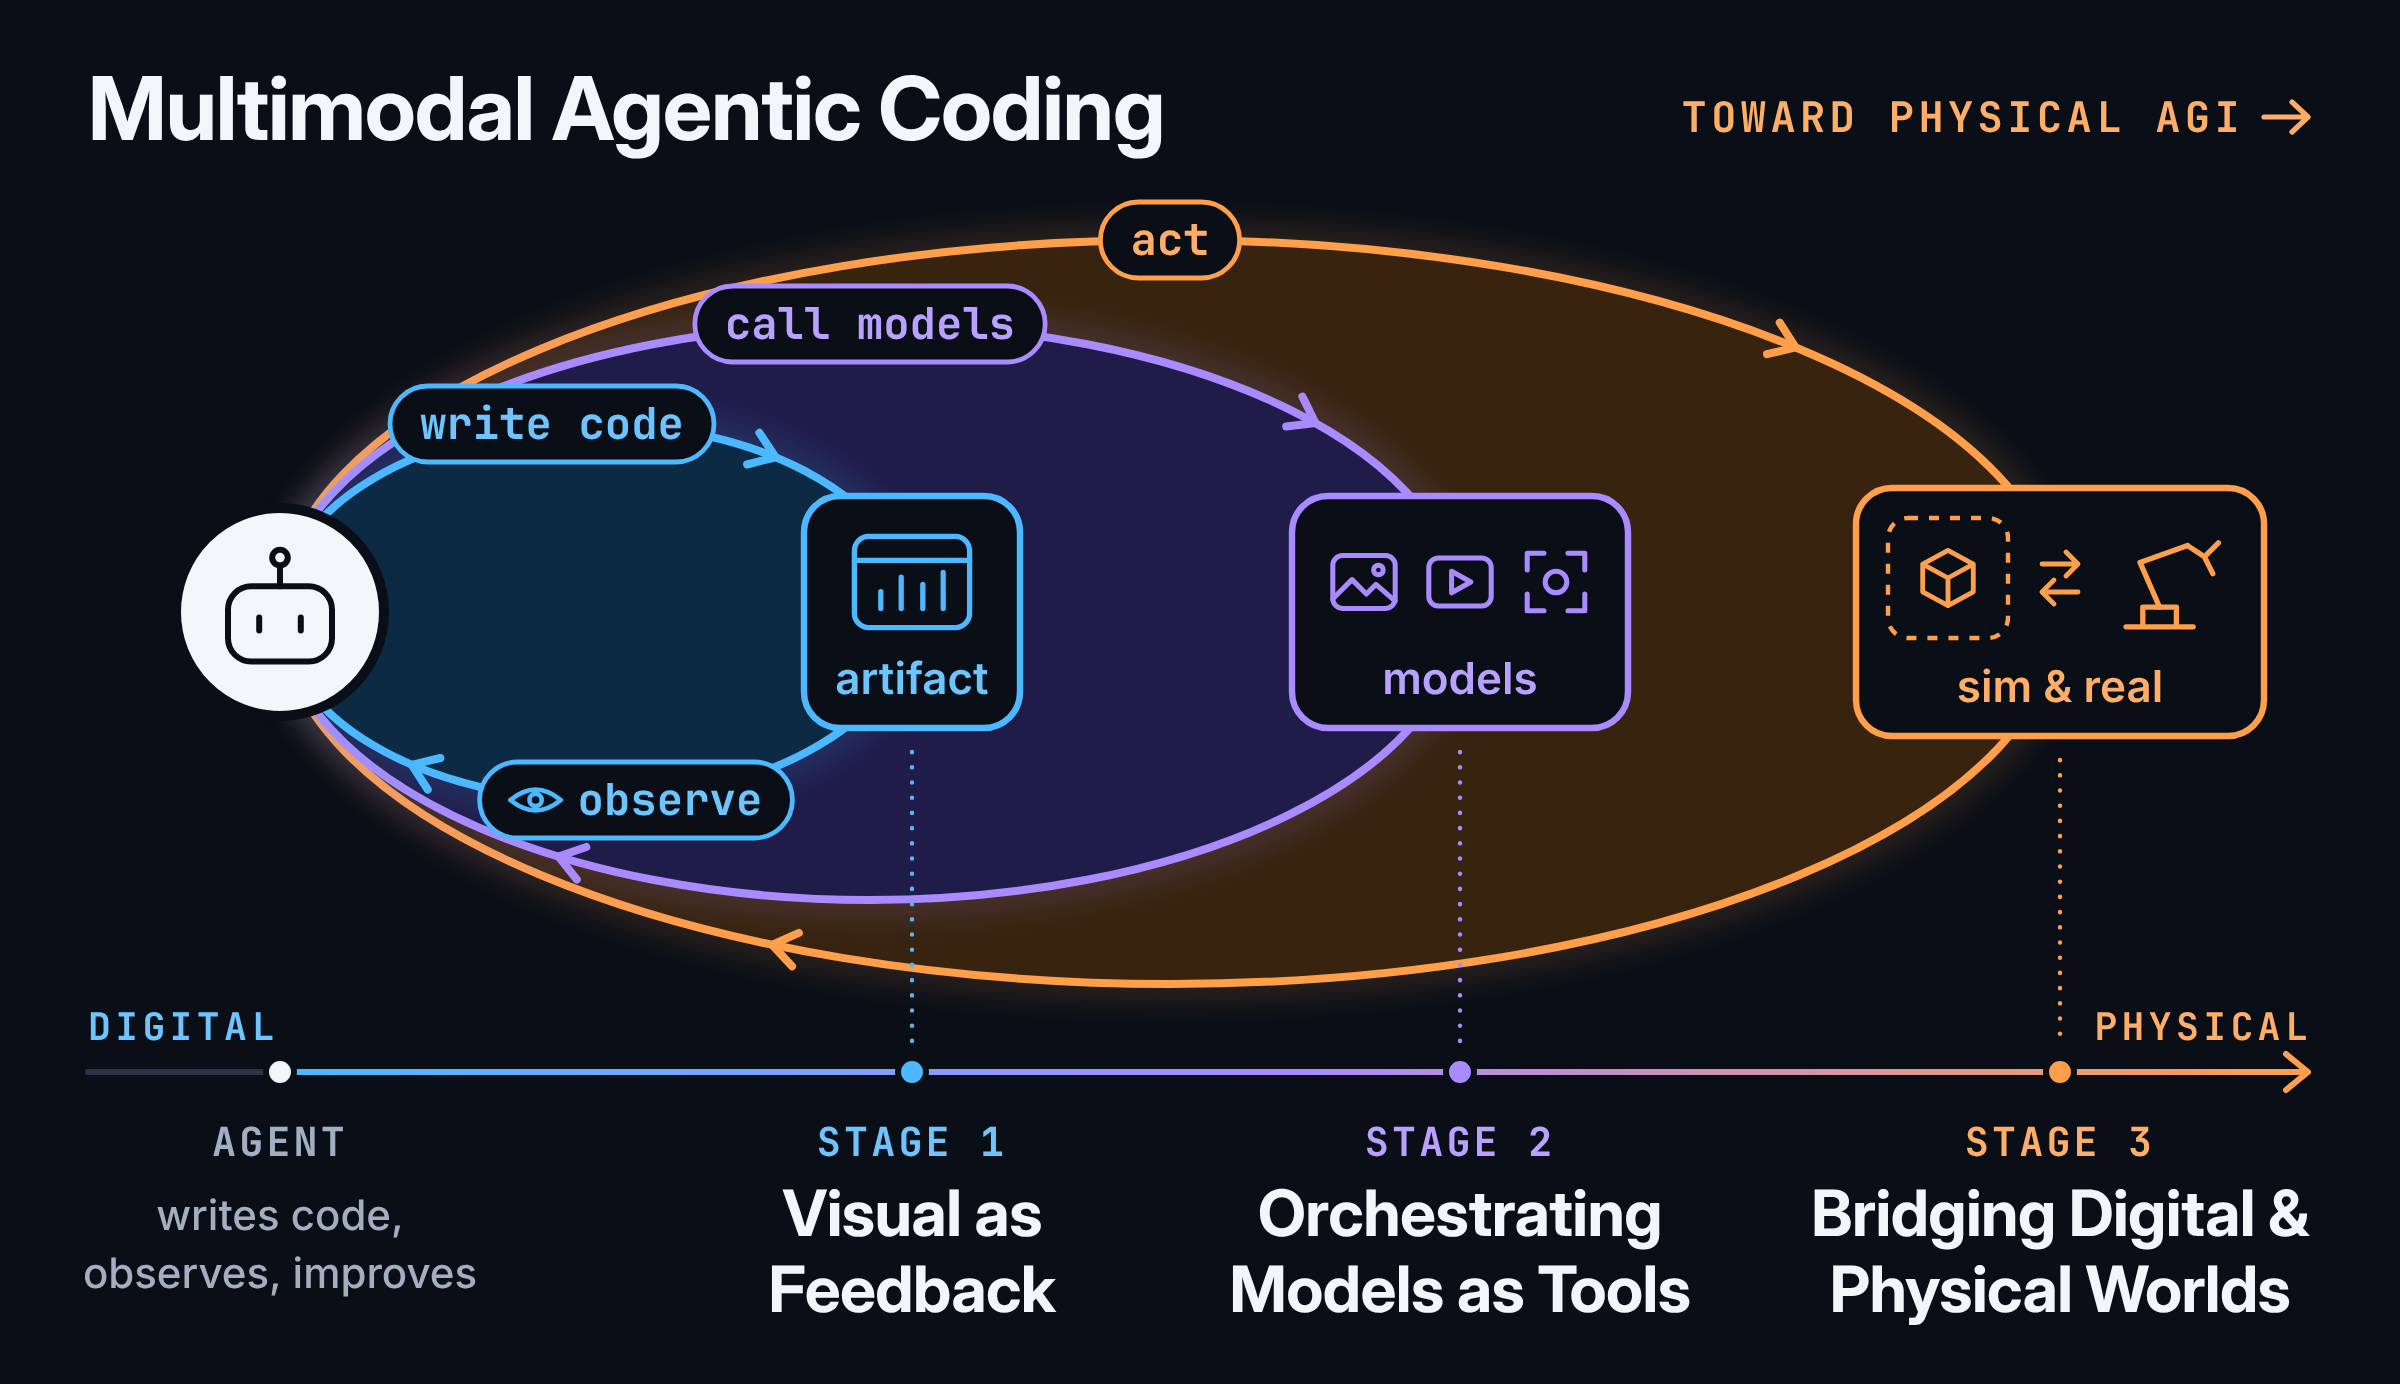 Multimodal Agentic Coding
TOWARD PHYSICAL AGI
act
call models
write code
artifact
models
sim & real
observe
DIGITAL
PHYSICAL
AGENT
writes code,
observes, improves
STAGE 1
Visual as
Feedback
STAGE 2
Orchestrating
Models as Tools
STAGE 3
Bridging Digital &
Physical Worlds